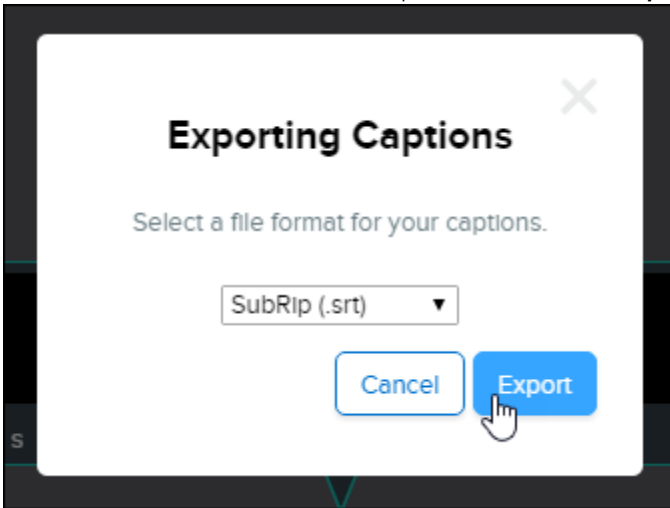 Exporting Captions
Select a file format for your captions.
SubRip (.srt)
Cancel Export
s